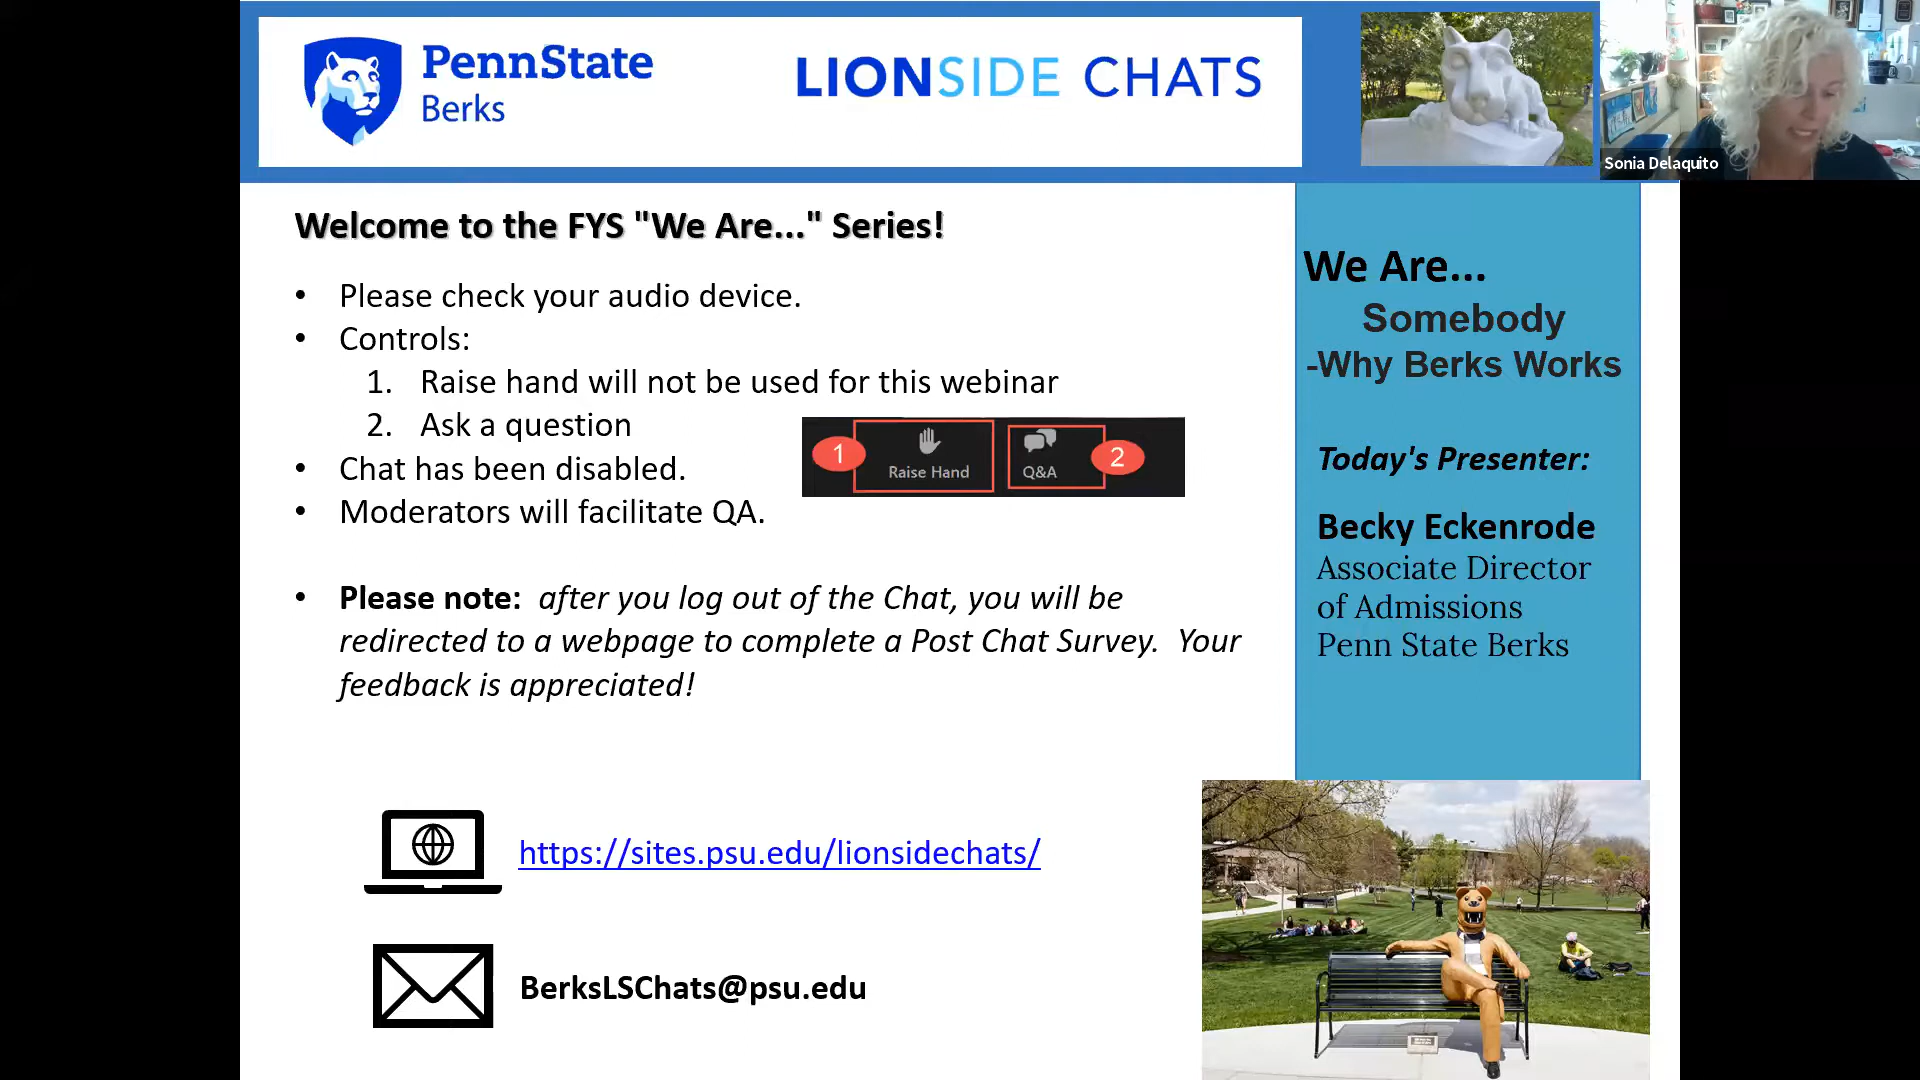 PennState
Berks
LIONSIDE CHATS
Sonia Delaquito
Welcome to the FYS "We Are..." Series!
• Please check your audio device.
• Controls:
1. Raise hand will not be used for this webinar
2. Ask a question
• Chat has been disabled.
• Moderators will facilitate QA.
1
Raise Hand
Q&A
2
• Please note: after you log out of the Chat, you will be
redirected to a webpage to complete a Post Chat Survey. Your
feedback is appreciated!
https://sites.psu.edu/lionsidechats/
BerksLSChats@psu.edu
We Are...
Somebody
-Why Berks Works
Today's Presenter:
Becky Eckenrode
Associate Director
of Admissions
Penn State Berks